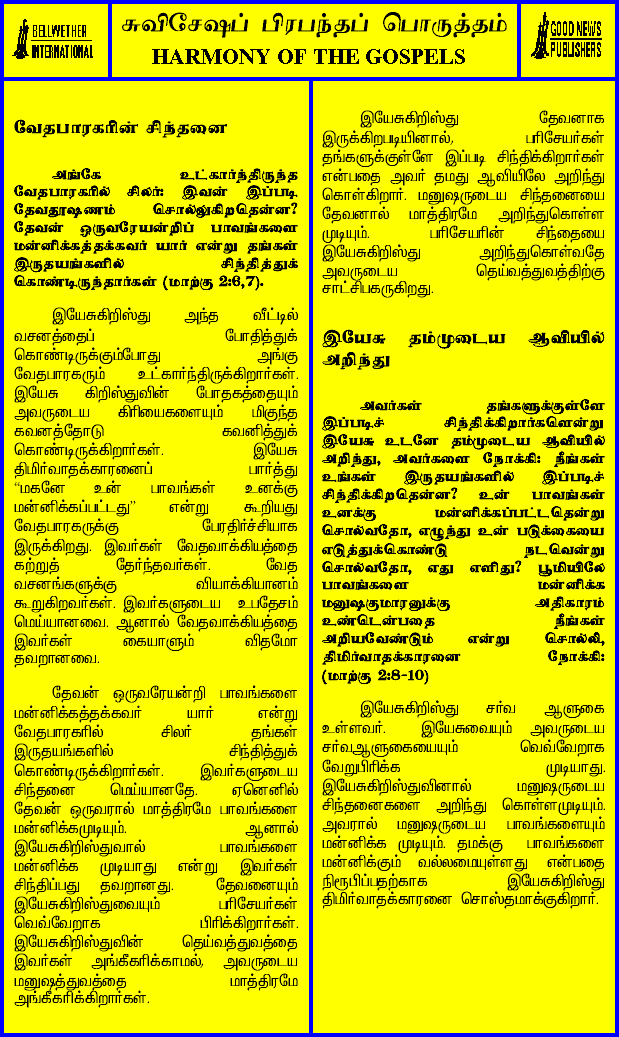 BELLWETHER
INTERNATIONAL
சுவிசேஷப் பிரபந்தப் பொருத்தம்
HARMONY OF THE GOSPELS
GOOD NEWS
PUBLISHERS
வேதபாரகரின் சிந்தனை
அங்கே உட்கார்ந்திருந்த
வேதபாரகரில் சிலர்: இவன் இப்படி
தேவதூஷணம் சொல்லுகிறதென்ன?
தேவன் ஒருவரேயன்றிப் பாவங்களை
மன்னிக்கத்தக்கவர் யார் என்று தங்கள்
இருதயங்களில் சிந்தித்துக்
கொண்டிருந்தார்கள் (மாற்கு 2:6,7).
இயேசுகிறிஸ்து அந்த வீட்டில்
வசனத்தைப் போதித்துக்
கொண்டிருக்கும்போது அங்கு
வேதபாரகரும் உட்கார்ந்திருக்கிறார்கள்.
இயேசு கிறிஸ்துவின் போதகத்தையும்
அவருடைய கிரியைகளையும் மிகுந்த
கவனத்தோடு கவனித்துக்
கொண்டிருக்கிறார்கள். இயேசு
திமிர்வாதக்காரனைப் பார்த்து
“மகனே உன் பாவங்கள் உனக்கு
மன்னிக்கப்பட்டது” என்று கூறியது
வேதபாரகருக்கு பேரதிர்ச்சியாக
இருக்கிறது. இவர்கள் வேதவாக்கியத்தை
கற்றுத் தேர்ந்தவர்கள். வேத
வசனங்களுக்கு வியாக்கியானம்
கூறுகிறவர்கள். இவர்களுடைய உபதேசம்
மெய்யானவை. ஆனால் வேதவாக்கியத்தை
இவர்கள் கையாளும் விதமோ
தவறானவை.
தேவன் ஒருவரேயன்றி பாவங்களை
மன்னிக்கத்தக்கவர் யார் என்று
வேதபாரகரில் சிலர் தங்கள்
இருதயங்களில் சிந்தித்துக்
கொண்டிருக்கிறார்கள். இவர்களுடைய
சிந்தனை மெய்யானதே. ஏனெனில்
தேவன் ஒருவரால் மாத்திரமே பாவங்களை
மன்னிக்கமுடியும். ஆனால்
இயேசுகிறிஸ்துவால் பாவங்களை
மன்னிக்க முடியாது என்று இவர்கள்
சிந்திப்பது தவறானது. தேவனையும்
இயேசுகிறிஸ்துவையும் பரிசேயர்கள்
வெவ்வேறாக பிரிக்கிறார்கள்.
இயேசுகிறிஸ்துவின் தெய்வத்துவத்தை
இவர்கள் அங்கீகரிக்காமல், அவருடைய
மனுஷத்துவத்தை மாத்திரமே
அங்கீகரிக்கிறார்கள்.
இயேசுகிறிஸ்து தேவனாக
இருக்கிறபடியினால், பரிசேயர்கள்
தங்களுக்குள்ளே இப்படி சிந்திக்கிறார்கள்
என்பதை அவர் தமது ஆவியிலே அறிந்து
கொள்கிறார். மனுஷருடைய சிந்தனையை
தேவனால் மாத்திரமே அறிந்துகொள்ள
முடியும். பரிசேயரின் சிந்தையை
இயேசுகிறிஸ்து அறிந்துகொள்வதே
அவருடைய தெய்வத்துவத்திற்கு
சாட்சிபகருகிறது.
இயேசு தம்முடைய ஆவியில்
அறிந்து
அவர்கள் தங்களுக்குள்ளே
இப்படிச் சிந்திக்கிறார்களென்று
இயேசு உடனே தம்முடைய ஆவியில்
அறிந்து, அவர்களை நோக்கி: நீங்கள்
உங்கள் இருதயங்களில் இப்படிச்
சிந்திக்கிறதென்ன? உன் பாவங்கள்
உனக்கு மன்னிக்கப்பட்டதென்று
சொல்வதோ, எழுந்து உன் படுக்கையை
எடுத்துக்கொண்டு நடவென்று
சொல்வதோ, எது எளிது? பூமியிலே
பாவங்களை மன்னிக்க
மனுஷகுமாரனுக்கு அதிகாரம்
உண்டென்பதை நீங்கள்
அறியவேண்டும் என்று சொல்லி,
திமிர்வாதக்காரனை நோக்கி:
(மாற்கு 2:8-10)
இயேசுகிறிஸ்து சர்வ ஆளுகை
உள்ளவர். இயேசுவையும் அவருடைய
சர்வஆளுகையையும் வெவ்வேறாக
வேறுபிரிக்க முடியாது.
இயேசுகிறிஸ்துவினால் மனுஷருடைய
சிந்தனைகளை அறிந்து கொள்ளமுடியும்.
அவரால் மனுஷருடைய பாவங்களையும்
மன்னிக்க முடியும். தமக்கு பாவங்களை
மன்னிக்கும் வல்லமையுள்ளது என்பதை
நிரூபிப்பதற்காக இயேசுகிறிஸ்து
திமிர்வாதக்காரனை சொஸ்தமாக்குகிறார்.